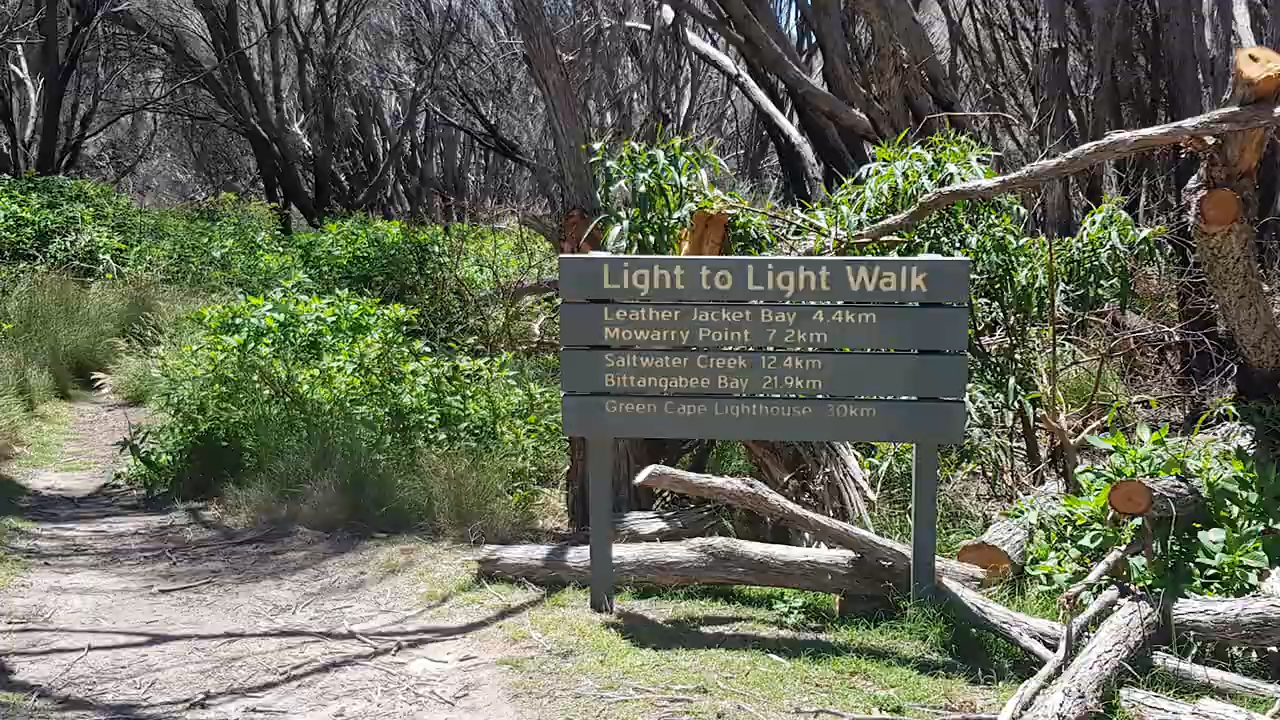 Light to Light Walk
Leather Jacket Bay 4.4km
Mowarry Point 7.2km
Saltwater Creek 12.4km
Bittangabee Bay 21.9km
Green Cape Lighthouse 30km